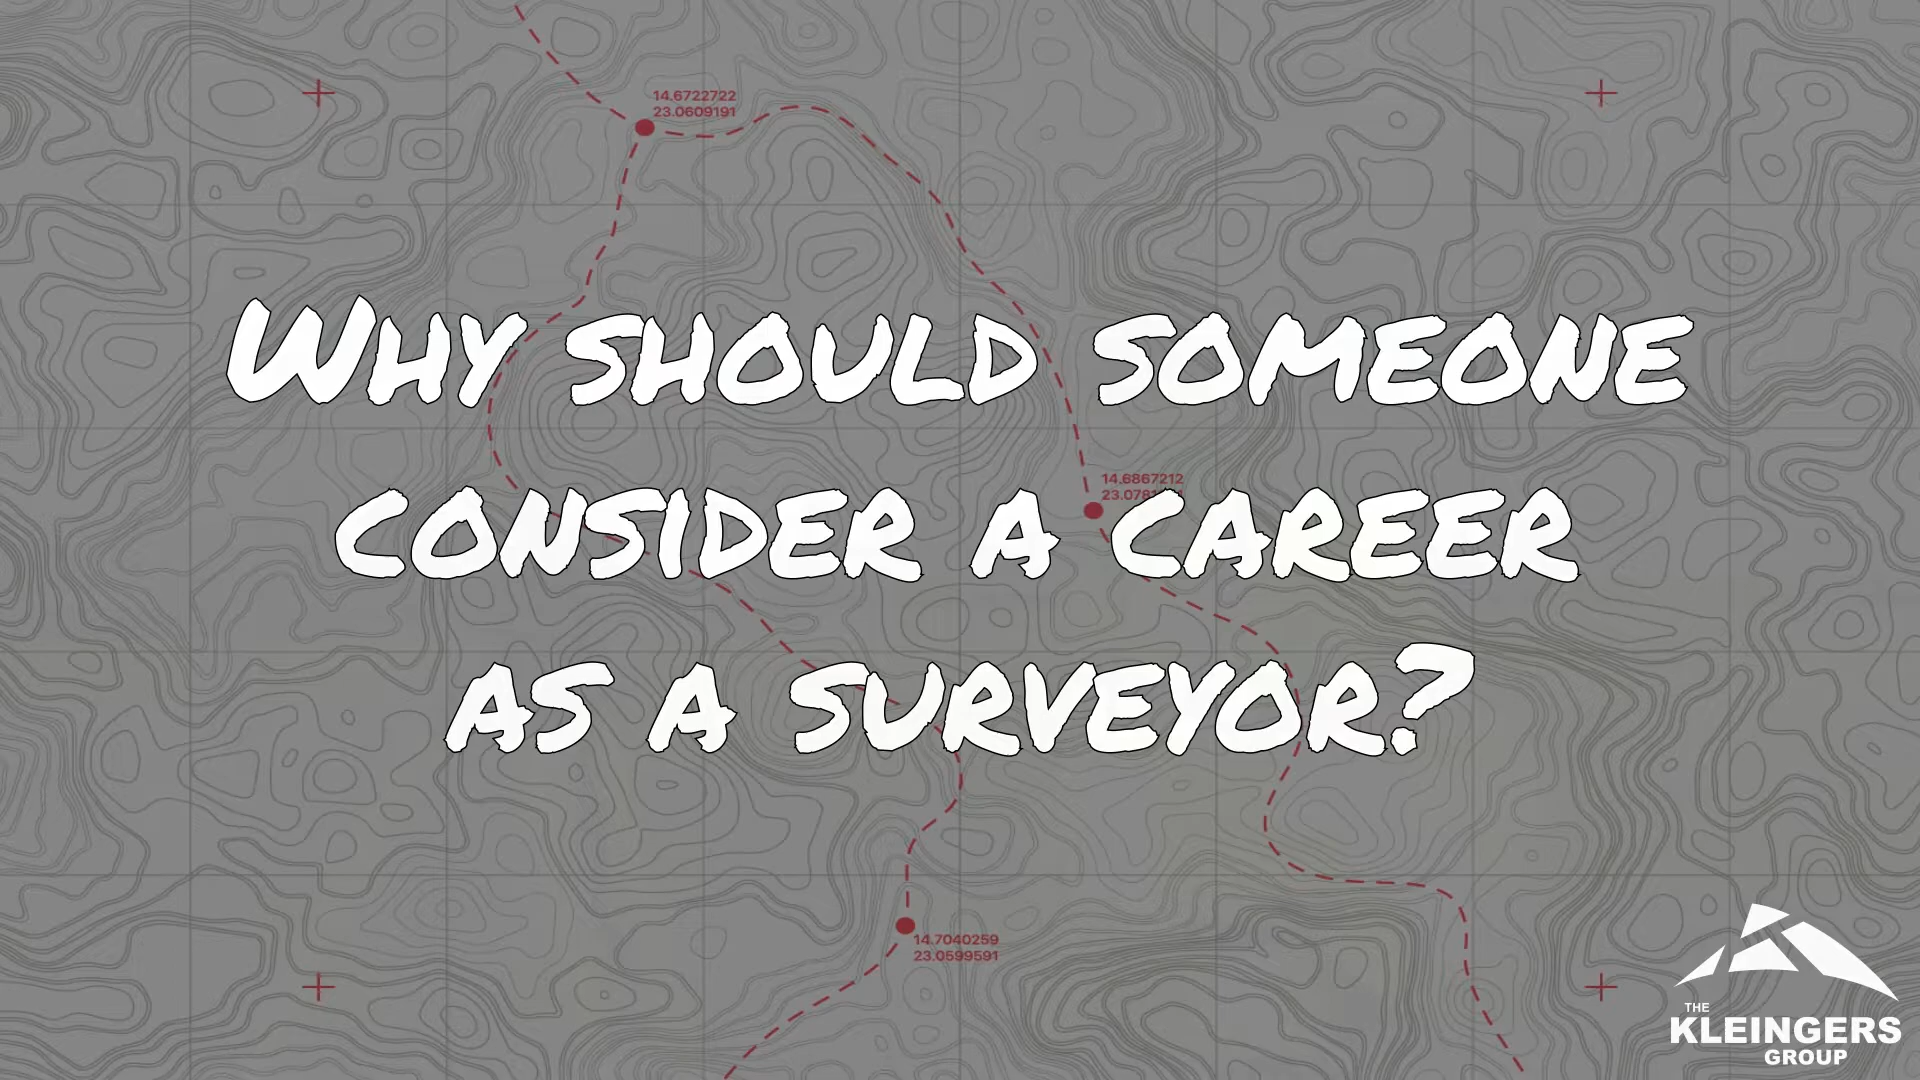 14.6722722
23.0609191
WHY SHOULD SOMEONE
14.6867212
CONSIDER A CAREER
AS A SURVEYOR?
14.7040259
23.0599591
THE
KLEINGERS
GROUP